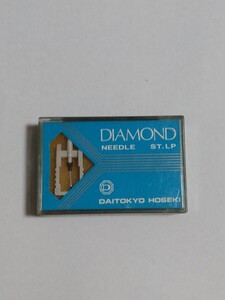 DIAMOND
NEEDLE ST. LP
D
DAITOKYO HOSEKI